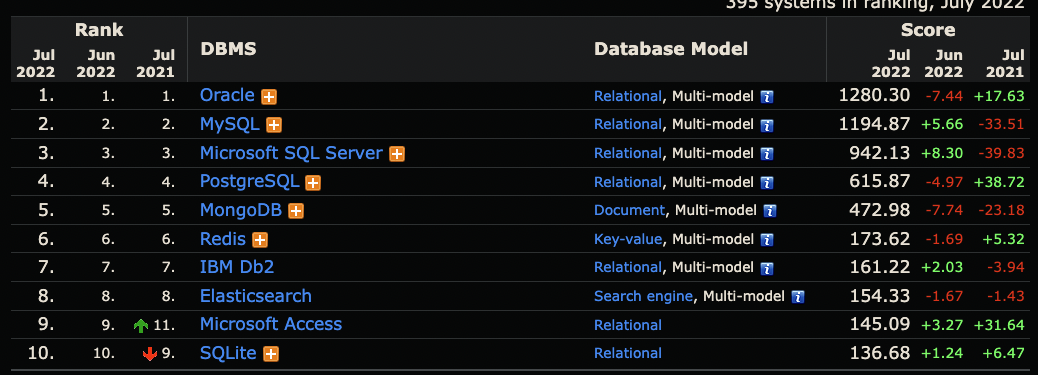 395 systems in ranking, July 2022
Rank DBMS Database Model Score
Jul 2022 Jun 2022 Jul 2021 Jul 2022 Jun 2022 Jul 2021
1. 1. 1. Oracle Relational, Multi-model 1280.30 -7.44 +17.63
2. 2. 2. MySQL Relational, Multi-model 1194.87 +5.66 -33.51
3. 3. 3. Microsoft SQL Server Relational, Multi-model 942.13 +8.30 -39.83
4. 4. 4. PostgreSQL Relational, Multi-model 615.87 -4.97 +38.72
5. 5. 5. MongoDB Document, Multi-model 472.98 -7.74 -23.18
6. 6. 6. Redis Key-value, Multi-model 173.62 -1.69 +5.32
7. 7. 7. IBM Db2 Relational, Multi-model 161.22 +2.03 -3.94
8. 8. 8. Elasticsearch Search engine, Multi-model 154.33 -1.67 -1.43
9. 9. 11. Microsoft Access Relational 145.09 +3.27 +31.64
10. 10. 9. SQLite Relational 136.68 +1.24 +6.47